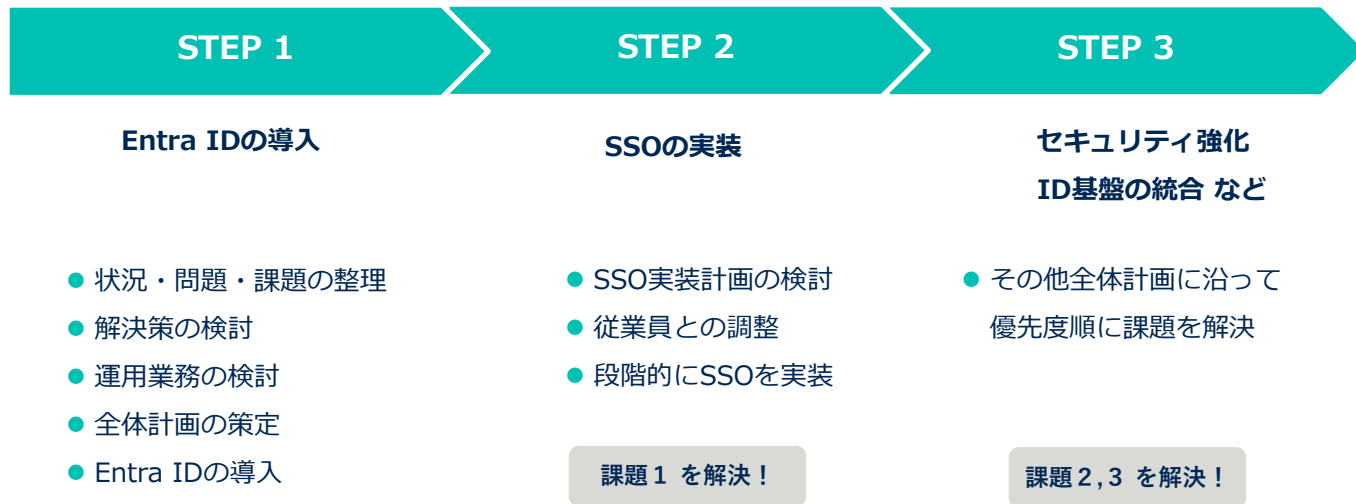 STEP 1
STEP 2
STEP 3
Entra IDの導入
SSOの実装
セキュリティ強化
ID基盤の統合 など
● 状況・問題・課題の整理
● 解決策の検討
● 運用業務の検討
● 全体計画の策定
● Entra IDの導入
● SSO実装計画の検討
● 従業員との調整
● 段階的にSSOを実装
課題1 を解決！
● その他全体計画に沿って
優先度順に課題を解決
課題2,3 を解決！